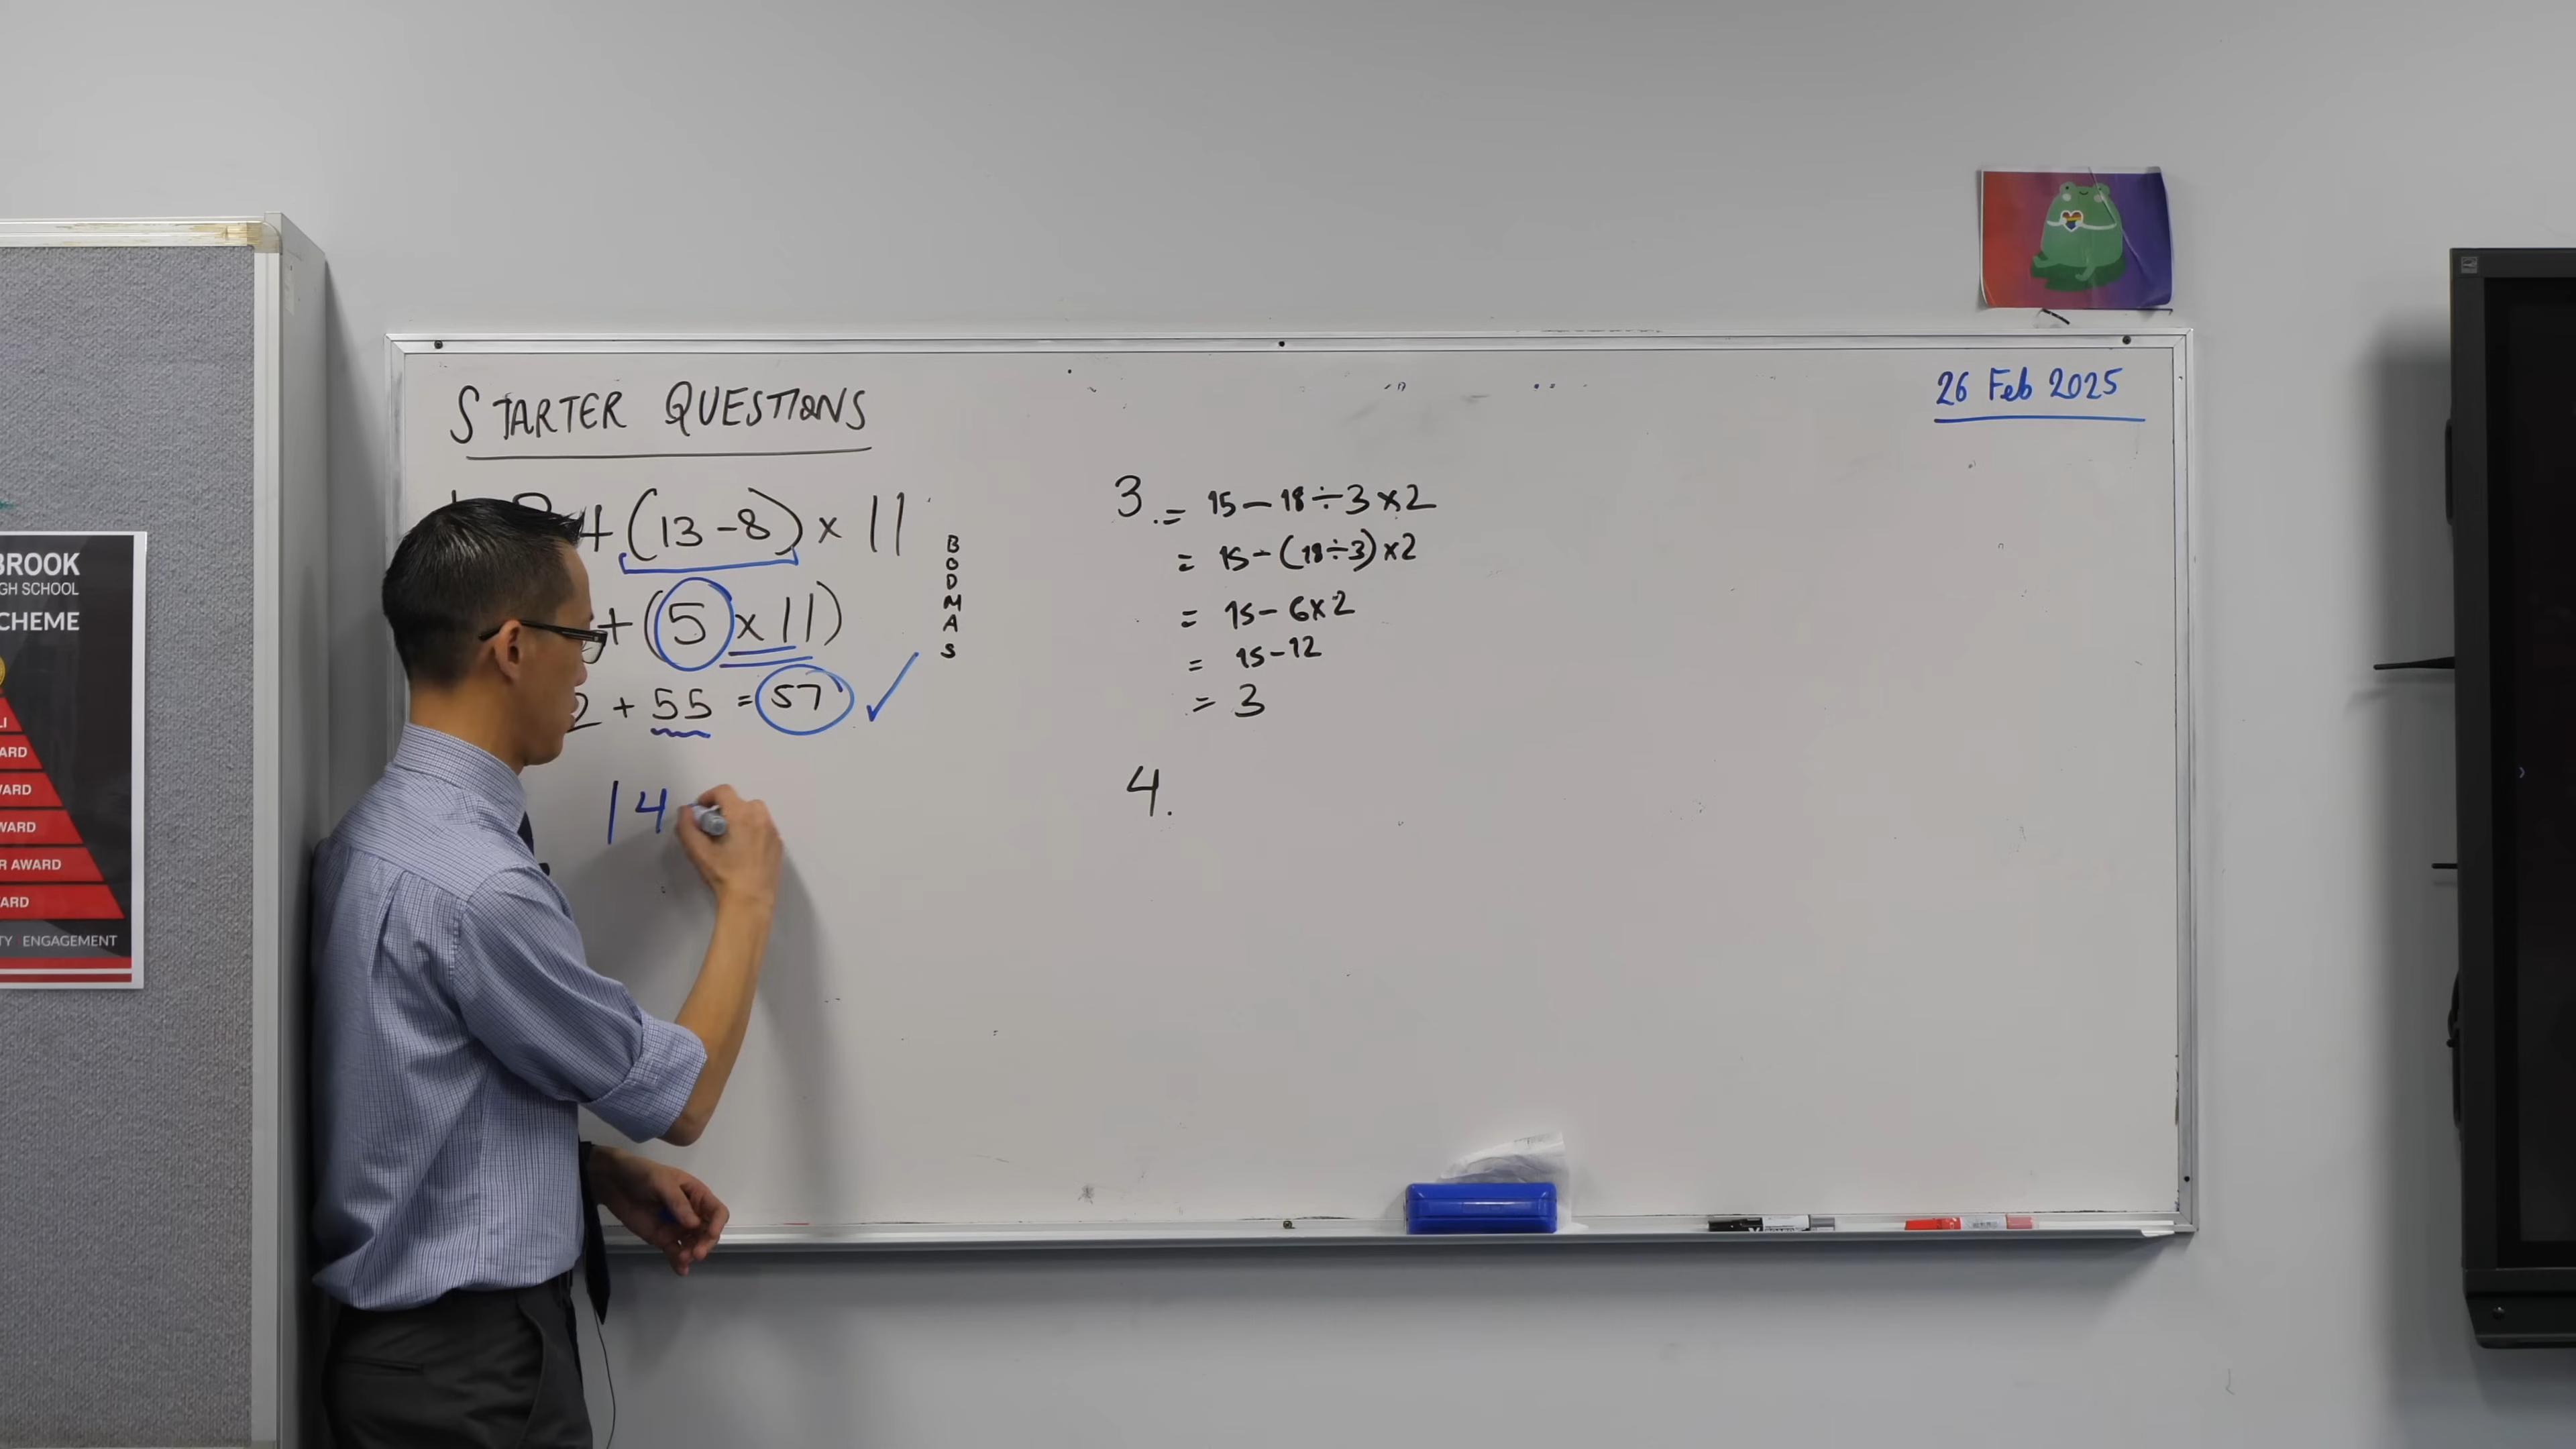 STARTER QUESTIONS
+ (13 - 8) × 11
+ (5 × 11)
2 + 55 = 57 ✓
14
B
O
D
M
A
S
3. = 15 - 18 ÷ 3 × 2
= 15 - (18 ÷ 3) × 2
= 15 - 6 × 2
= 15 - 12
= 3
4.
26 Feb 2025
BROOK
GH SCHOOL
CHEME
LI
ARD
WARD
WARD
R AWARD
ARD
TY ENGAGEMENT